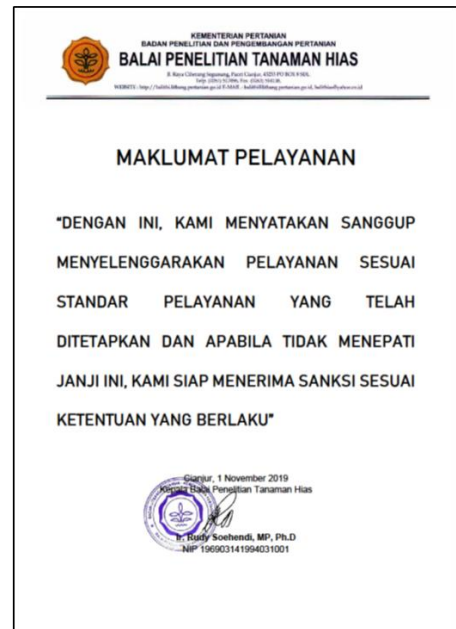 KEMENTERIAN PERTANIAN
BADAN PENELITIAN DAN PENGEMBANGAN PERTANIAN
BALAI PENELITIAN TANAMAN HIAS
MAKLUMAT PELAYANAN
"DENGAN INI, KAMI MENYATAKAN SANGGUP
MENYELENGGARAKAN PELAYANAN SESUAI
STANDAR PELAYANAN YANG TELAH
DITETAPKAN DAN APABILA TIDAK MENEPATI
JANJI INI, KAMI SIAP MENERIMA SANKSI SESUAI
KETENTUAN YANG BERLAKU"
Cianjur, 1 November 2019
Kepala Balai Penelitian Tanaman Hias
Ir. Rudy Soehendi, MP, Ph.D
NIP 196903141994031001